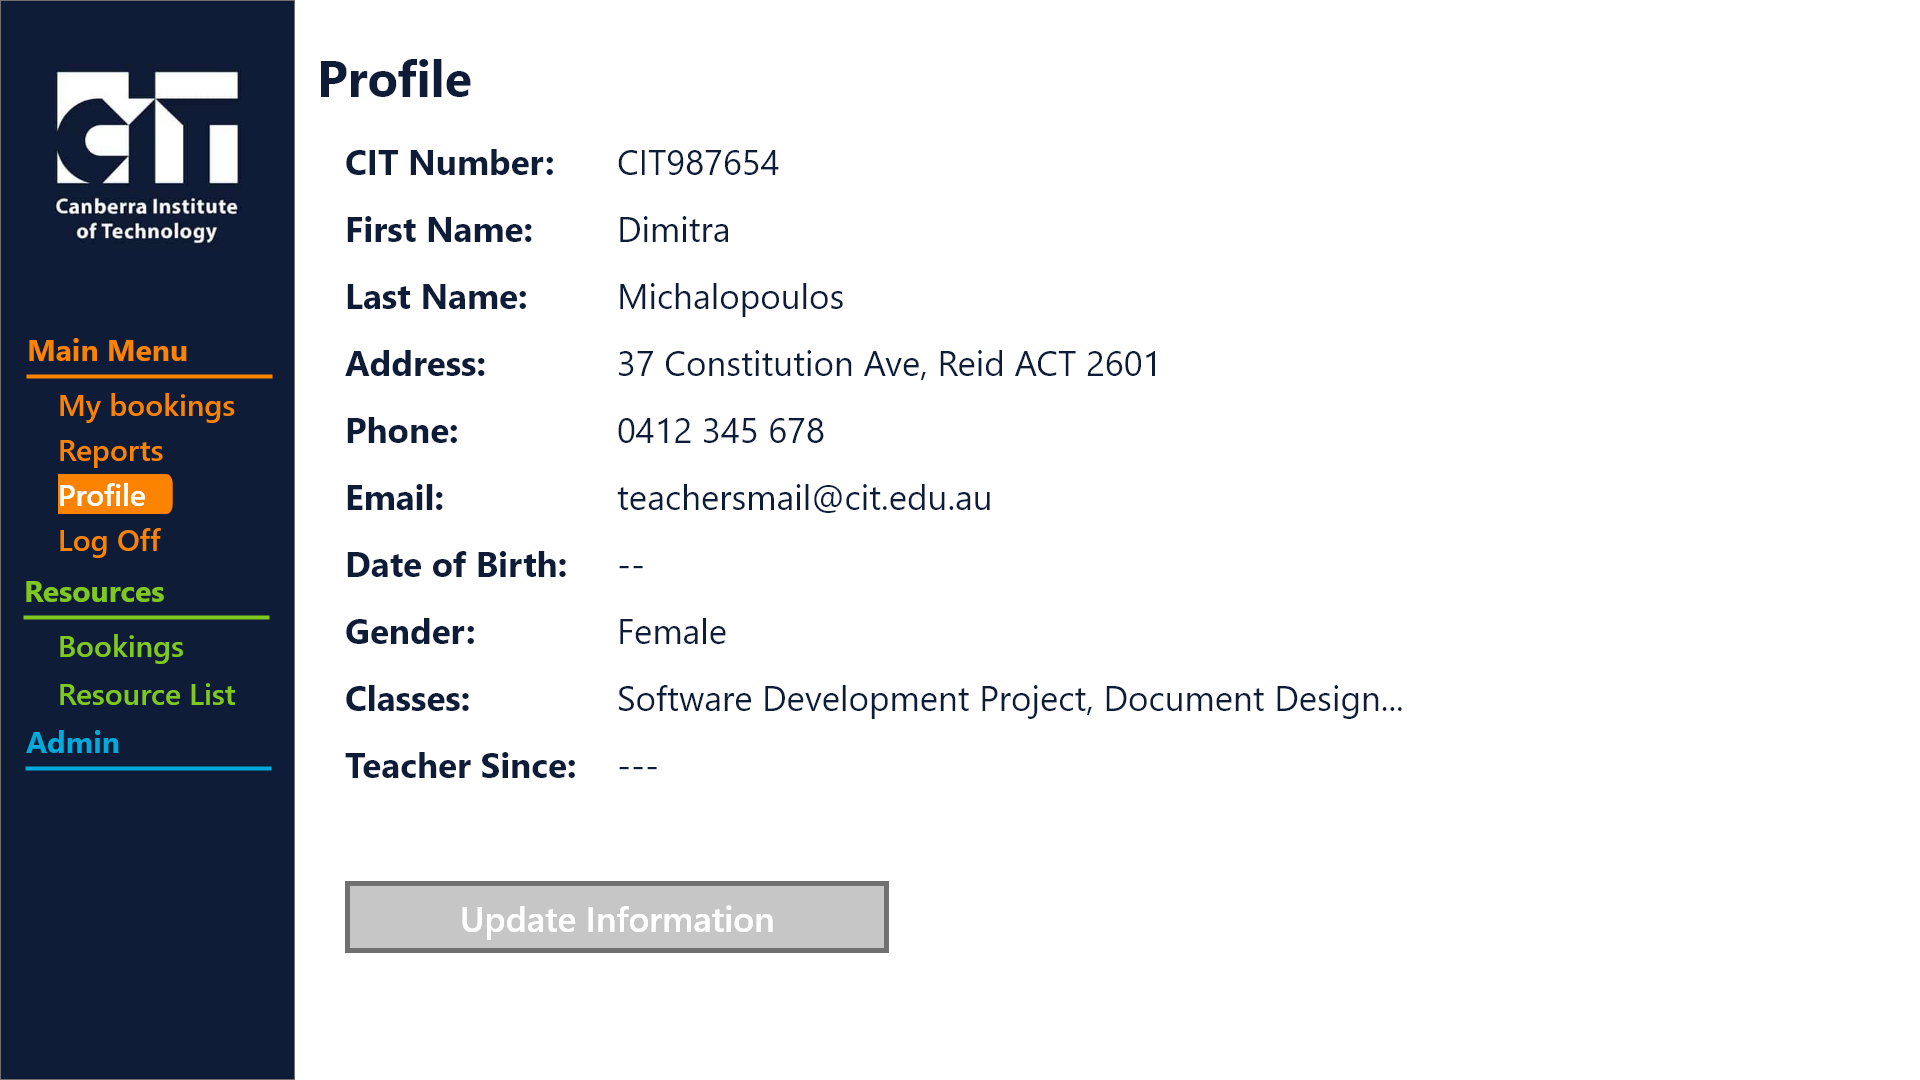 CIT
Canberra Institute
of Technology
Main Menu
My bookings
Reports
Profile
Log Off
Resources
Bookings
Resource List
Admin
Profile
CIT Number: CIT987654
First Name: Dimitra
Last Name: Michalopoulos
Address: 37 Constitution Ave, Reid ACT 2601
Phone: 0412 345 678
Email: teachersmail@cit.edu.au
Date of Birth: --
Gender: Female
Classes: Software Development Project, Document Design...
Teacher Since: ---
Update Information